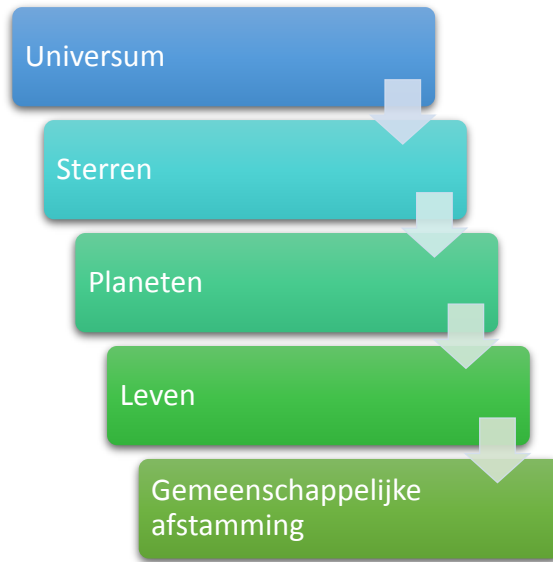 Universum
Sterren
Planeten
Leven
Gemeenschappelijke
afstamming